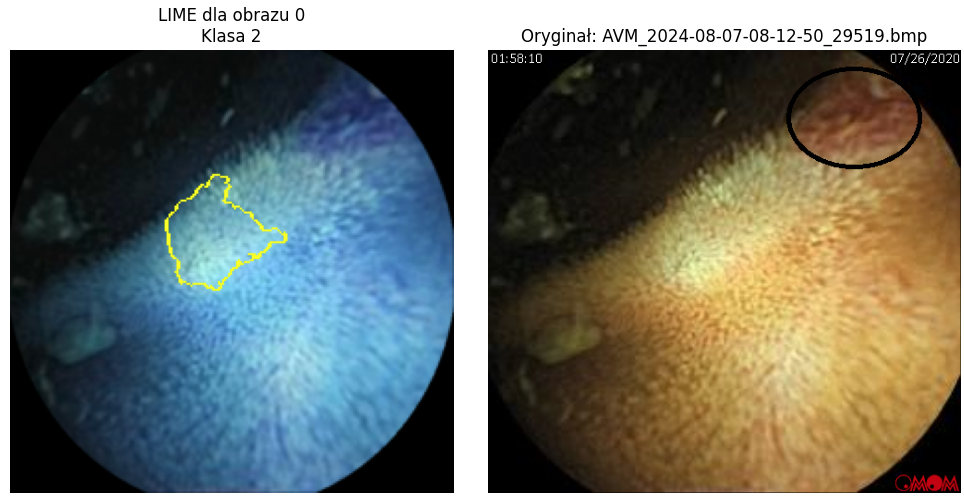 LIME dla obrazu 0
Klasa 2
Oryginał: AVM_2024-08-07-08-12-50_29519.bmp
01:58:10
07/26/2020
OMOM